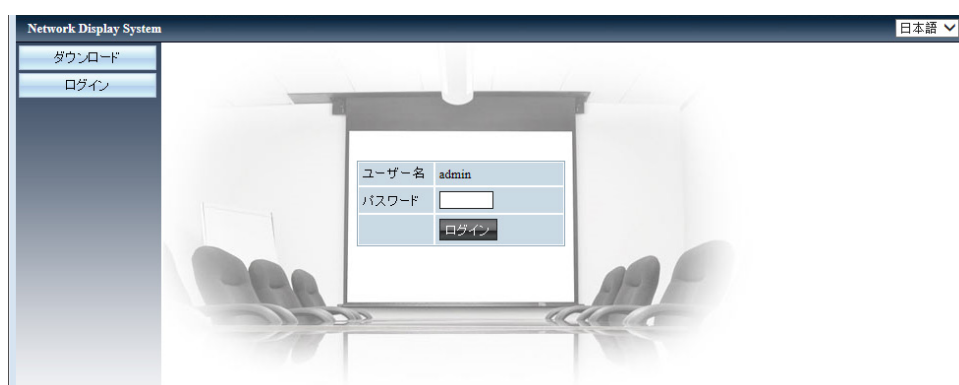 Network Display System
日本語
ダウンロード
ログイン
ユーザー名 admin
パスワード
ログイン